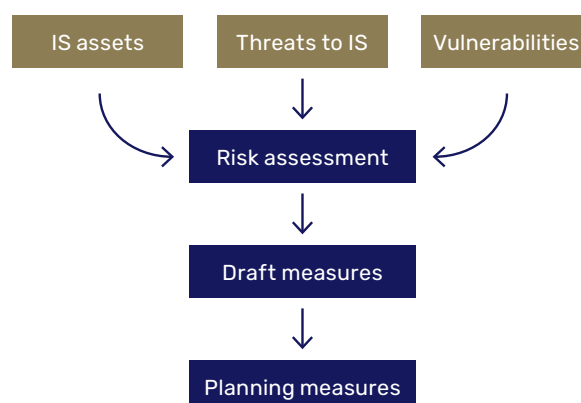 IS assets
Threats to IS
Vulnerabilities
Risk assessment
Draft measures
Planning measures